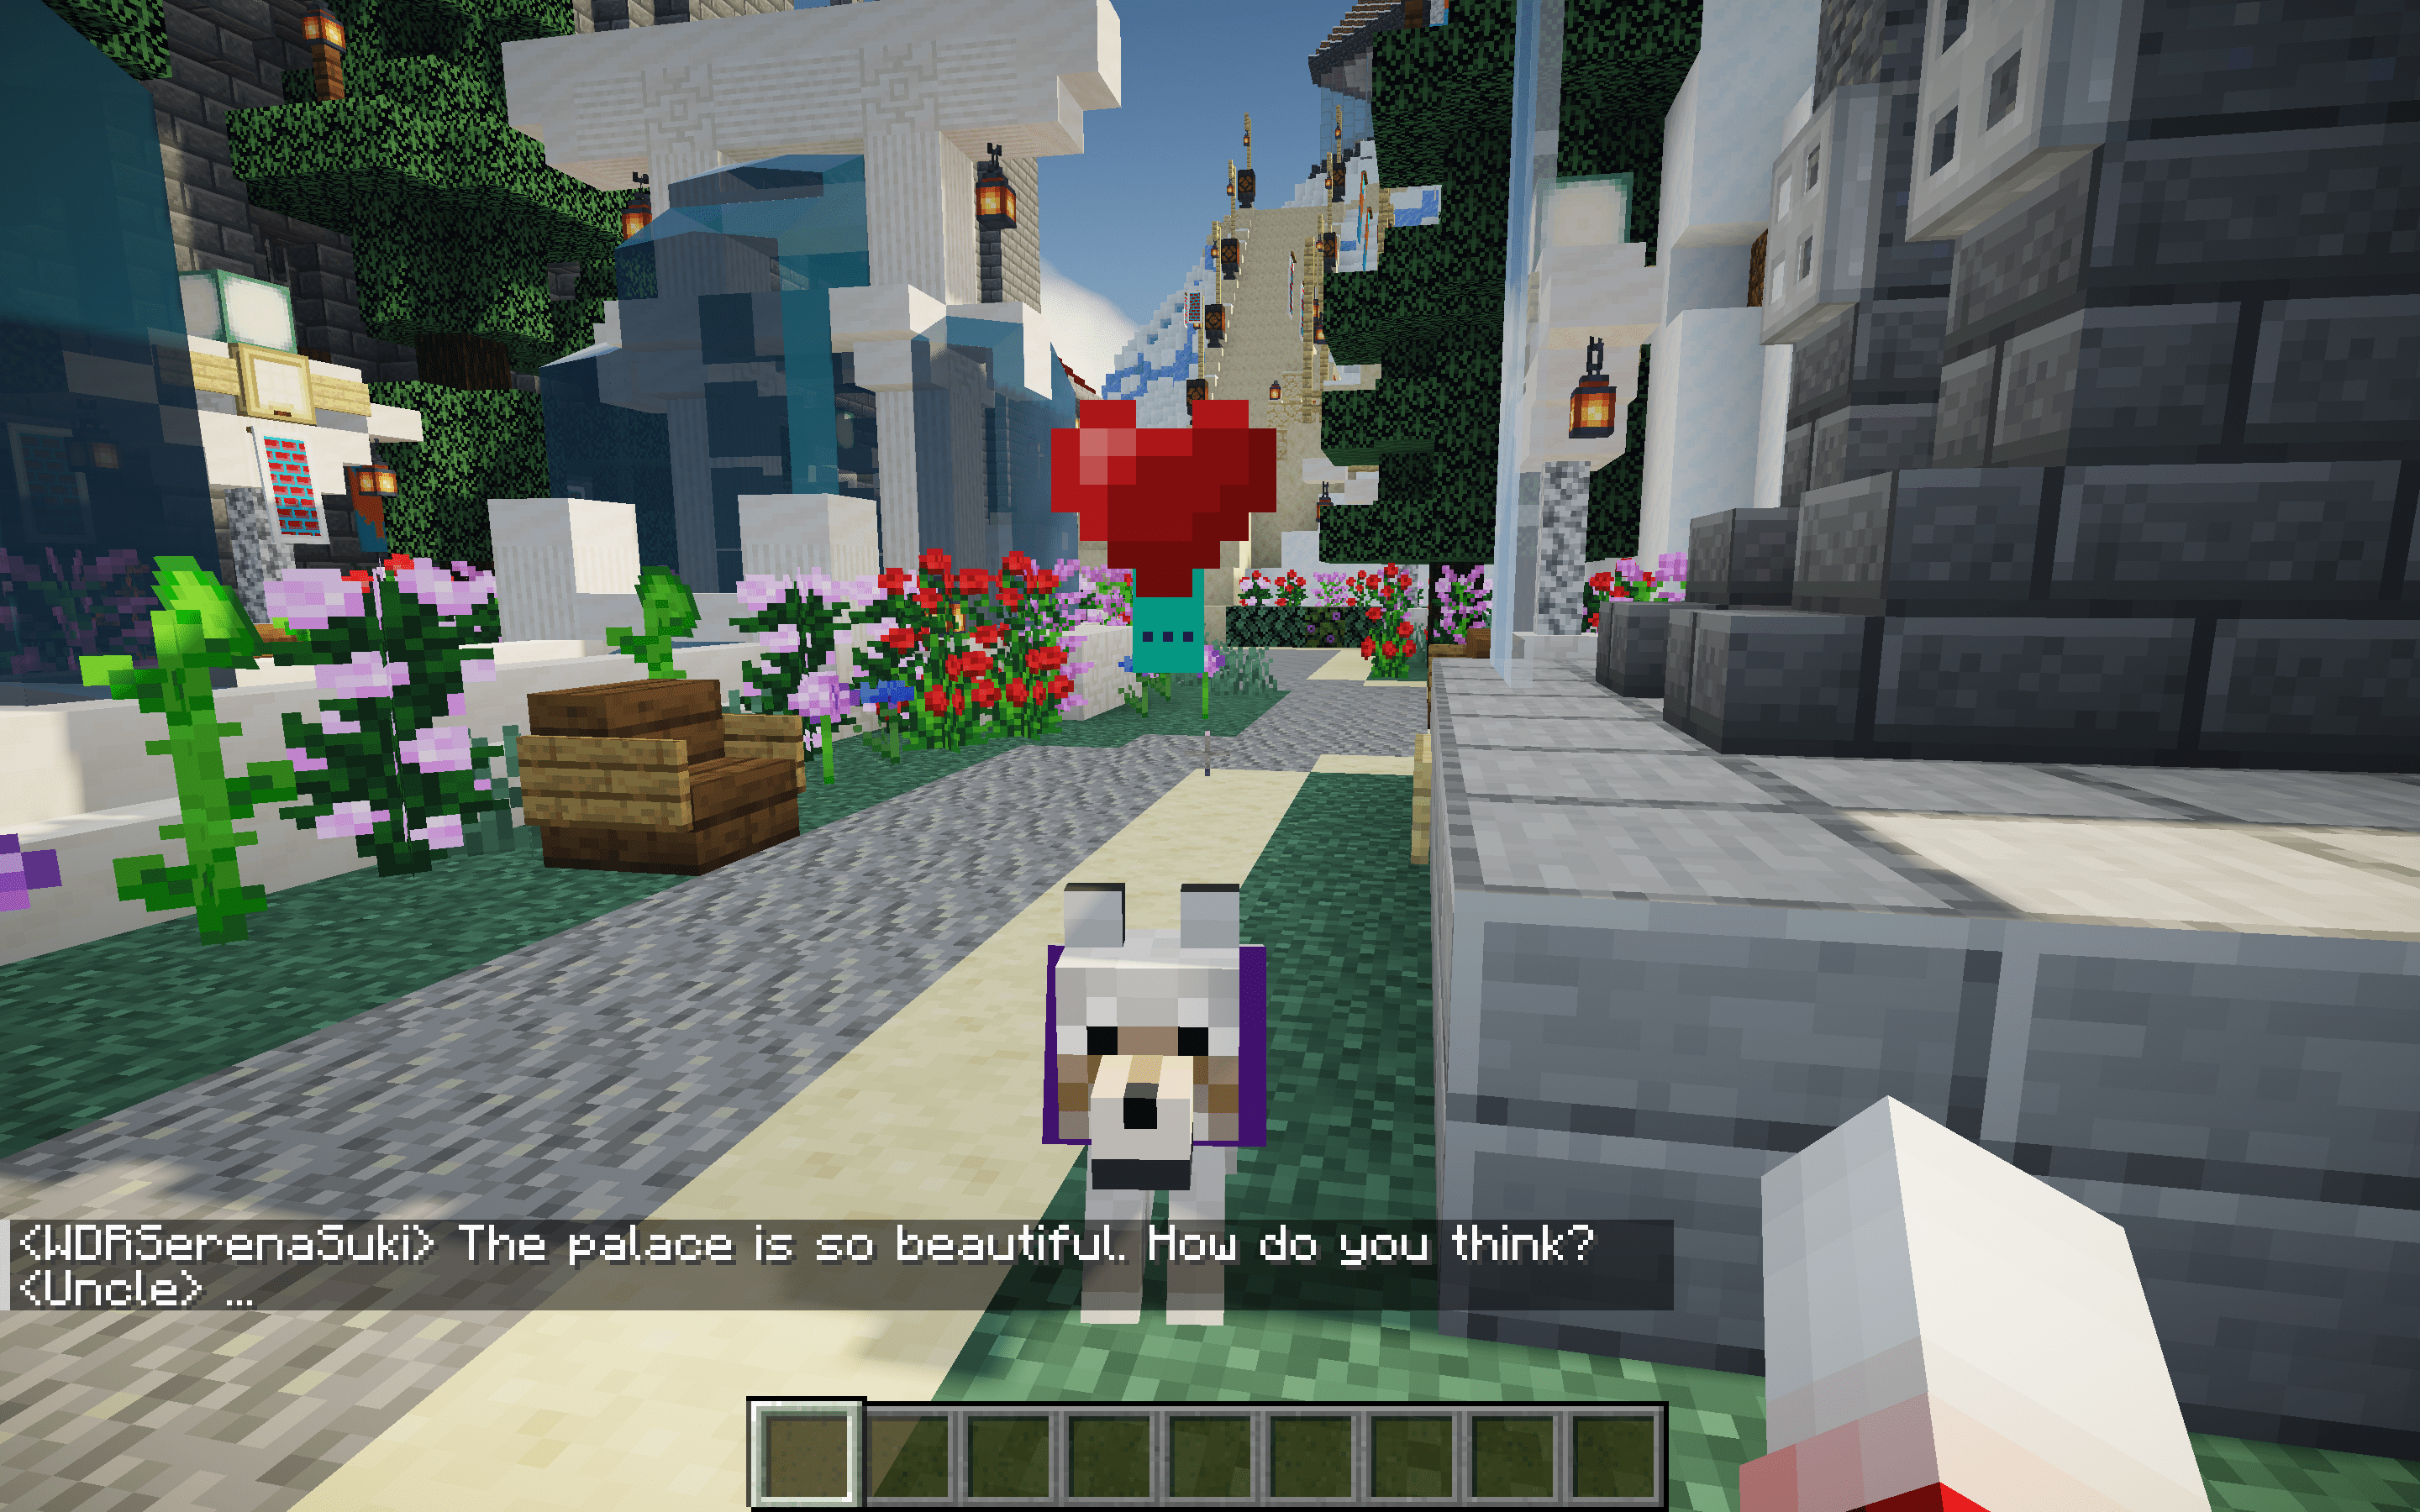 <WDRSerenaSuki> The palace is so beautiful. How do you think?
<Uncle> ...